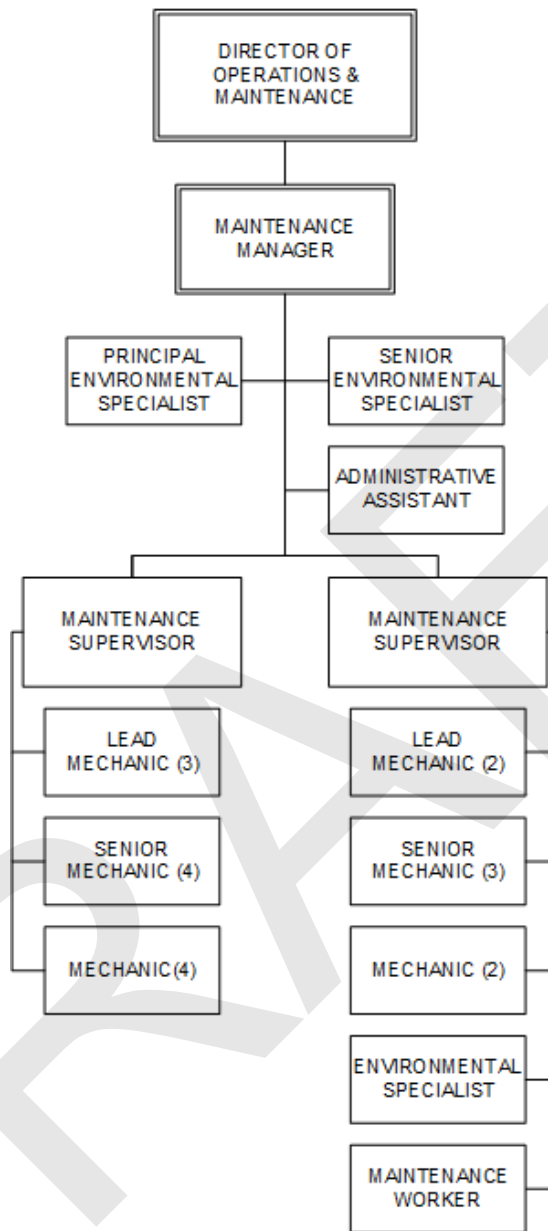 DIRECTOR OF
OPERATIONS &
MAINTENANCE
MAINTENANCE
MANAGER
PRINCIPAL
ENVIRONMENTAL
SPECIALIST
SENIOR
ENVIRONMENTAL
SPECIALIST
ADMINISTRATIVE
ASSISTANT
MAINTENANCE
SUPERVISOR
LEAD
MECHANIC (3)
SENIOR
MECHANIC (4)
MECHANIC(4)
MAINTENANCE
SUPERVISOR
LEAD
MECHANIC (2)
SENIOR
MECHANIC (3)
MECHANIC (2)
ENVIRONMENTAL
SPECIALIST
MAINTENANCE
WORKER